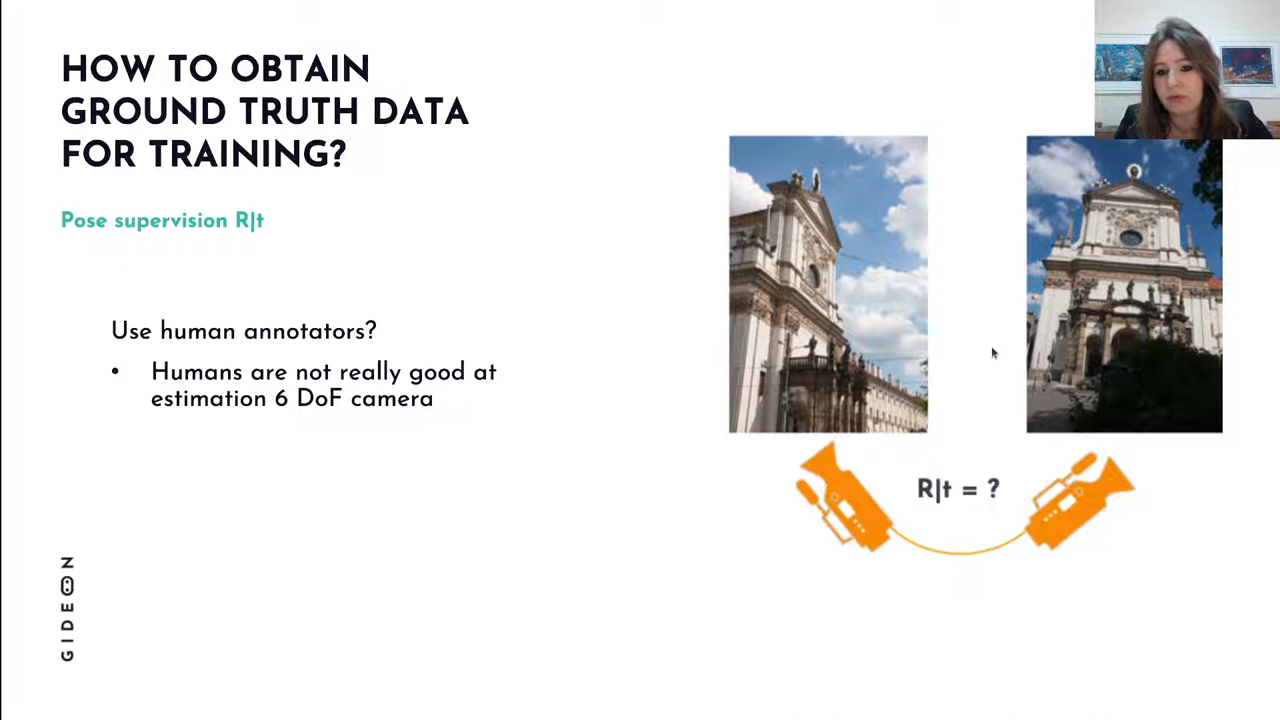 HOW TO OBTAIN
GROUND TRUTH DATA
FOR TRAINING?
Pose supervision R|t
Use human annotators?
• Humans are not really good at
estimation 6 DoF camera
R|t = ?
GIDEON